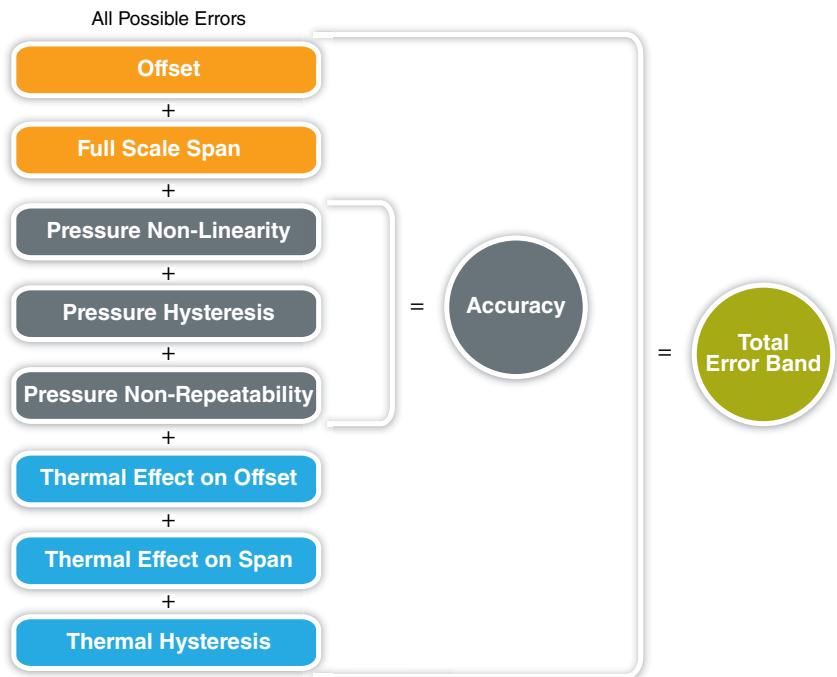 All Possible Errors
Offset
+
Full Scale Span
+
Pressure Non-Linearity
+
Pressure Hysteresis
+
Pressure Non-Repeatability
+
Thermal Effect on Offset
+
Thermal Effect on Span
+
Thermal Hysteresis
=
Accuracy
=
Total
Error Band